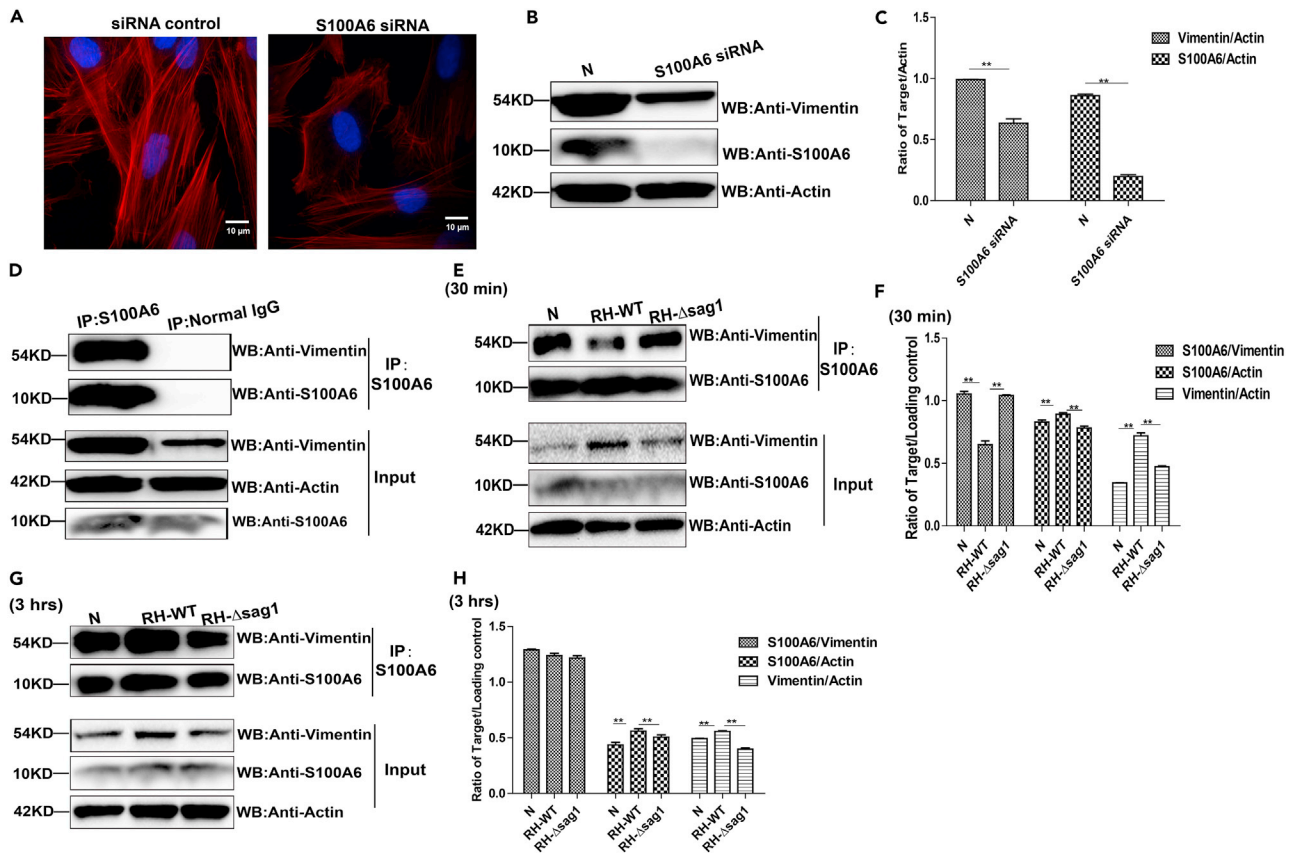 A
siRNA control
S100A6 siRNA
10 μm
10 μm
B
N
S100A6 siRNA
54KD
WB:Anti-Vimentin
10KD
WB:Anti-S100A6
42KD
WB:Anti-Actin
C
Ratio of Target/Actin
1.5
1.0
0.5
0.0
**
**
Vimentin/Actin
S100A6/Actin
N
S100A6 siRNA
N
S100A6 siRNA
D
IP:S100A6
IP:Normal IgG
54KD
WB:Anti-Vimentin
10KD
WB:Anti-S100A6
IP:
S100A6
54KD
WB:Anti-Vimentin
42KD
WB:Anti-Actin
10KD
WB:Anti-S100A6
Input
E
(30 min)
N
RH-WT
RH-Δsag1
54KD
WB:Anti-Vimentin
10KD
WB:Anti-S100A6
IP:
S100A6
54KD
WB:Anti-Vimentin
10KD
WB:Anti-S100A6
42KD
WB:Anti-Actin
Input
F
(30 min)
Ratio of Target/Loading control
1.5
1.0
0.5
0.0
**
**
**
**
**
**
S100A6/Vimentin
S100A6/Actin
Vimentin/Actin
N
RH-WT
RH-Δsag1
N
RH-WT
RH-Δsag1
N
RH-WT
RH-Δsag1
G
(3 hrs)
N
RH-WT
RH-Δsag1
54KD
WB:Anti-Vimentin
10KD
WB:Anti-S100A6
IP:
S100A6
54KD
WB:Anti-Vimentin
10KD
WB:Anti-S100A6
42KD
WB:Anti-Actin
Input
H
(3 hrs)
Ratio of Target/Loading control
1.5
1.0
0.5
0.0
**
**
**
**
S100A6/Vimentin
S100A6/Actin
Vimentin/Actin
N
RH-WT
RH-Δsag1
N
RH-WT
RH-Δsag1
N
RH-WT
RH-Δsag1